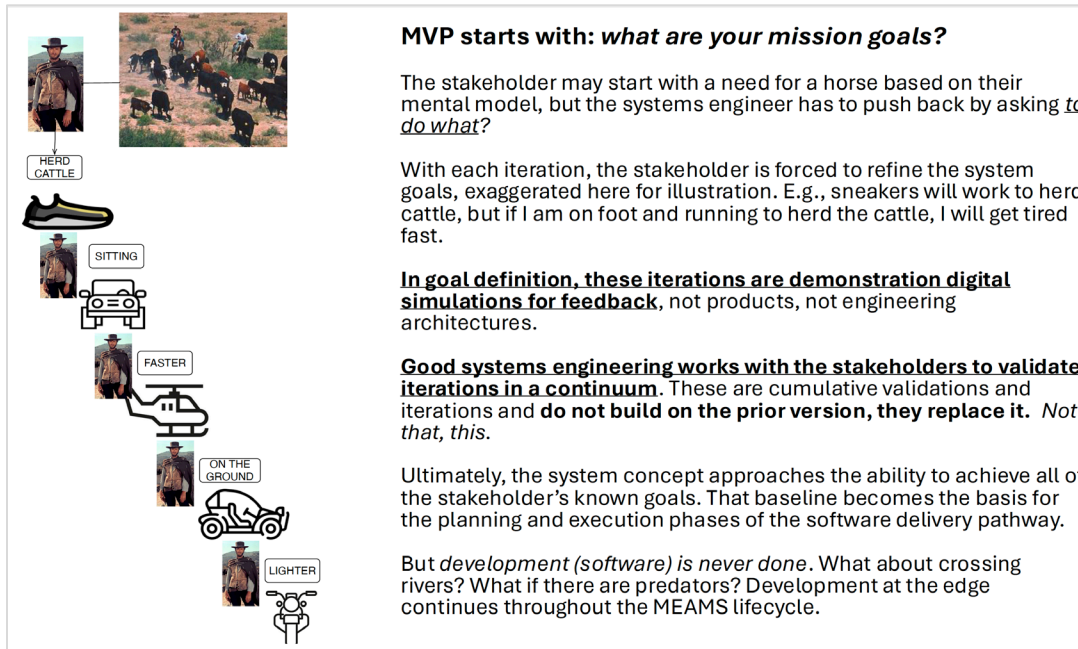 MVP starts with: what are your mission goals?
The stakeholder may start with a need for a horse based on their
mental model, but the systems engineer has to push back by asking
do what?
With each iteration, the stakeholder is forced to refine the system
goals, exaggerated here for illustration. E.g., sneakers will work to
cattle, but if I am on foot and running to herd the cattle, I will get tired
fast.
In goal definition, these iterations are demonstration digital
simulations for feedback, not products, not engineering
architectures.
Good systems engineering works with the stakeholders to validate
iterations in a continuum. These are cumulative validations and
iterations and do not build on the prior version, they replace it. Not
that, this.
Ultimately, the system concept approaches the ability to achieve all
the stakeholder's known goals. That baseline becomes the basis for
the planning and execution phases of the software delivery pathway.
But development (software) is never done. What about crossing
rivers? What if there are predators? Development at the edge
continues throughout the MEAMS lifecycle.
HERD
CATTLE
SITTING
FASTER
ON THE
GROUND
LIGHTER